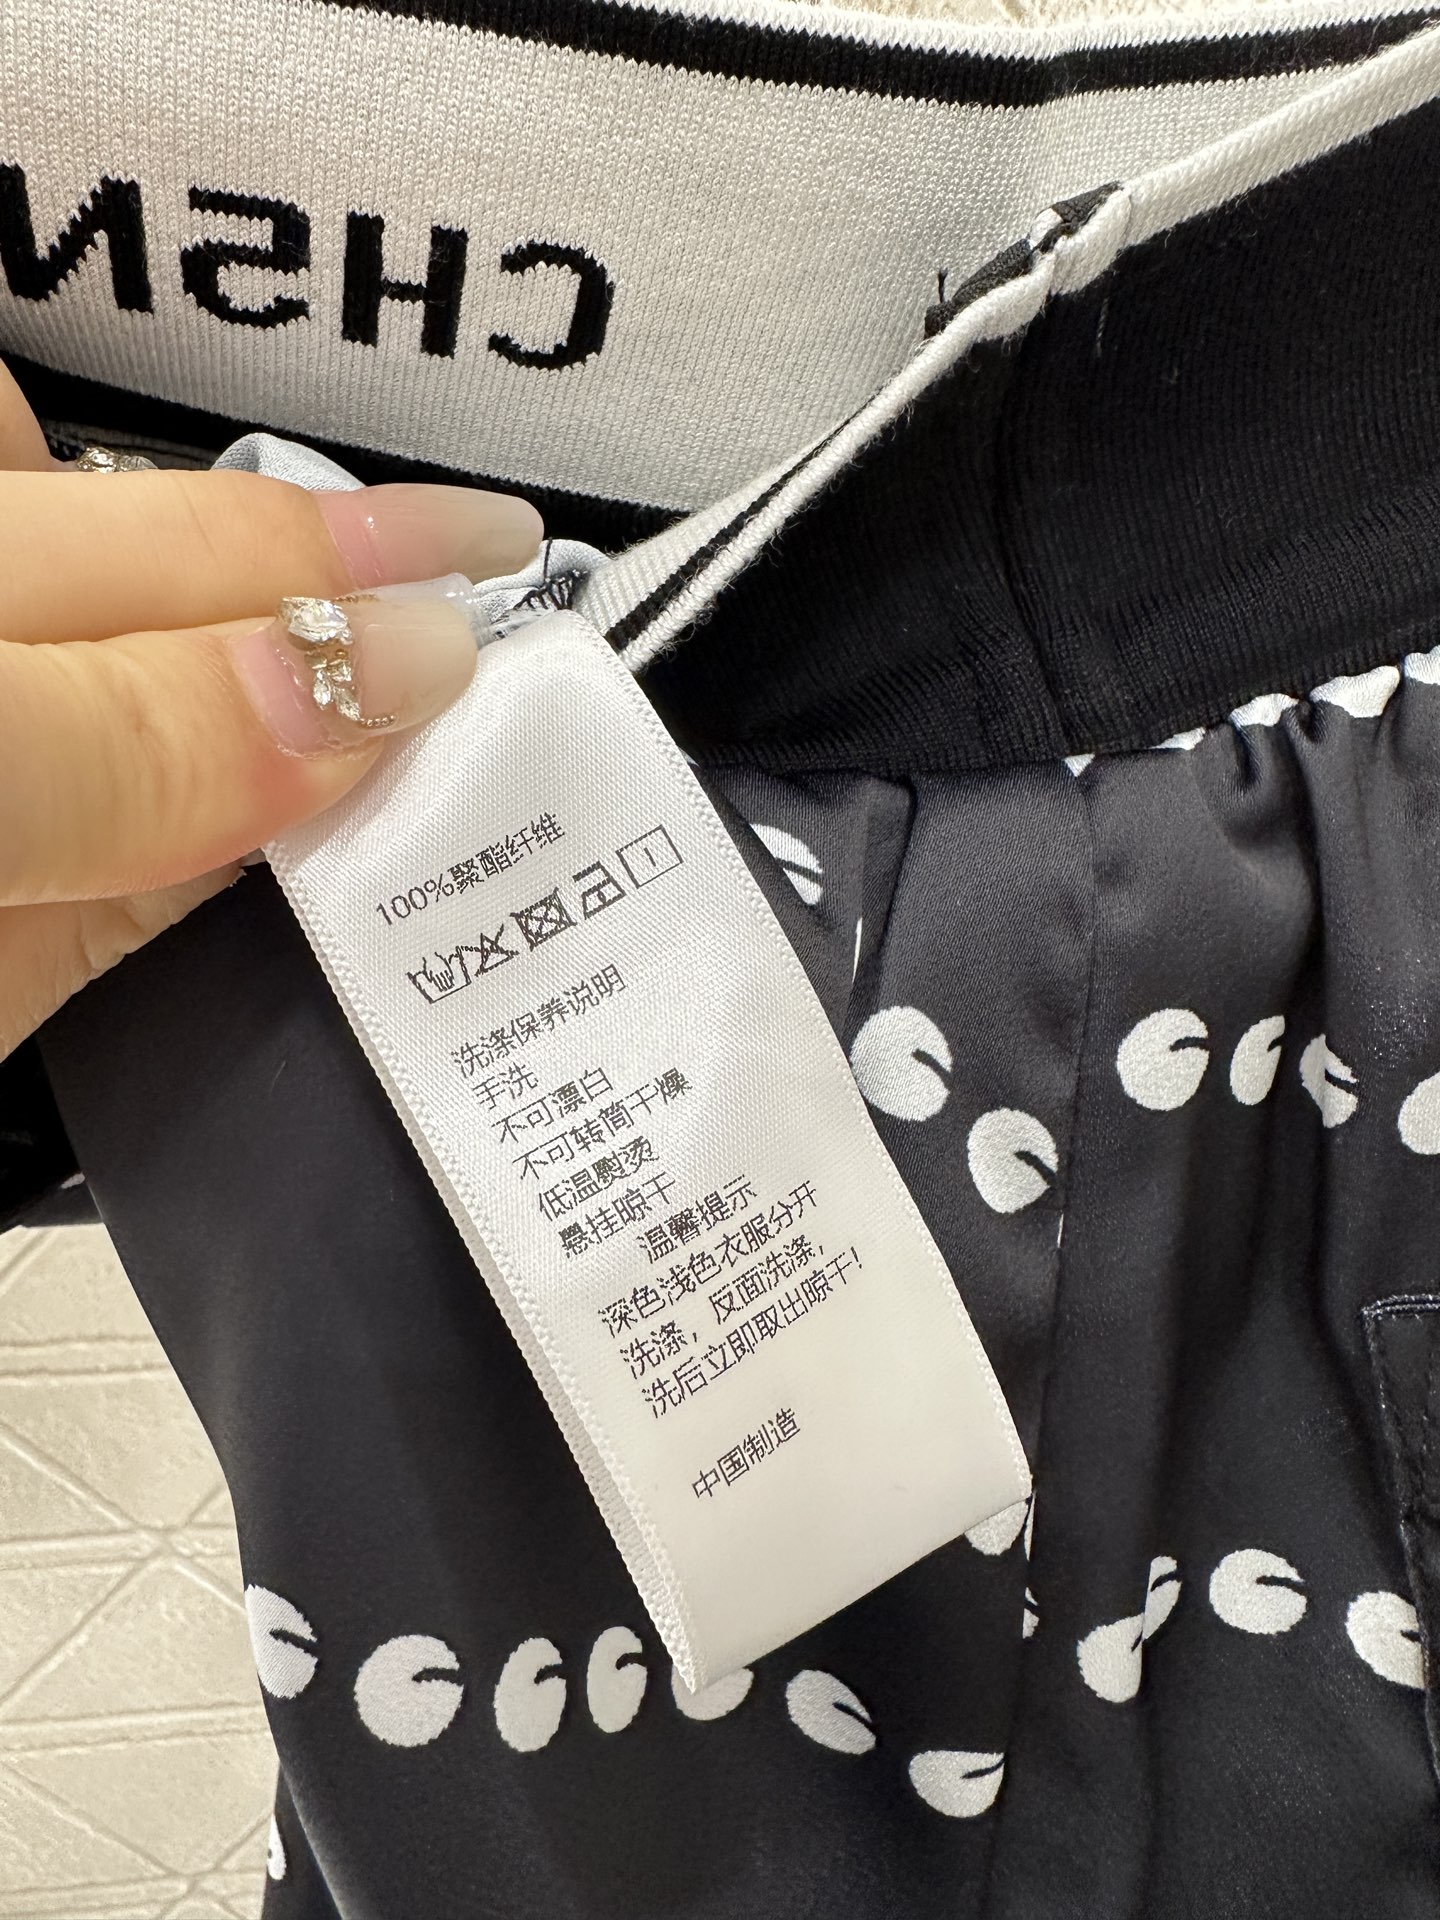 CHSN
100%聚酯纤维
洗涤保养说明
手洗
不可漂白
不可转筒干燥
低温熨烫
悬挂晾干
温馨提示
深色浅色衣服分开
洗涤，反面洗涤，
洗后立即取出晾干！
中国制造